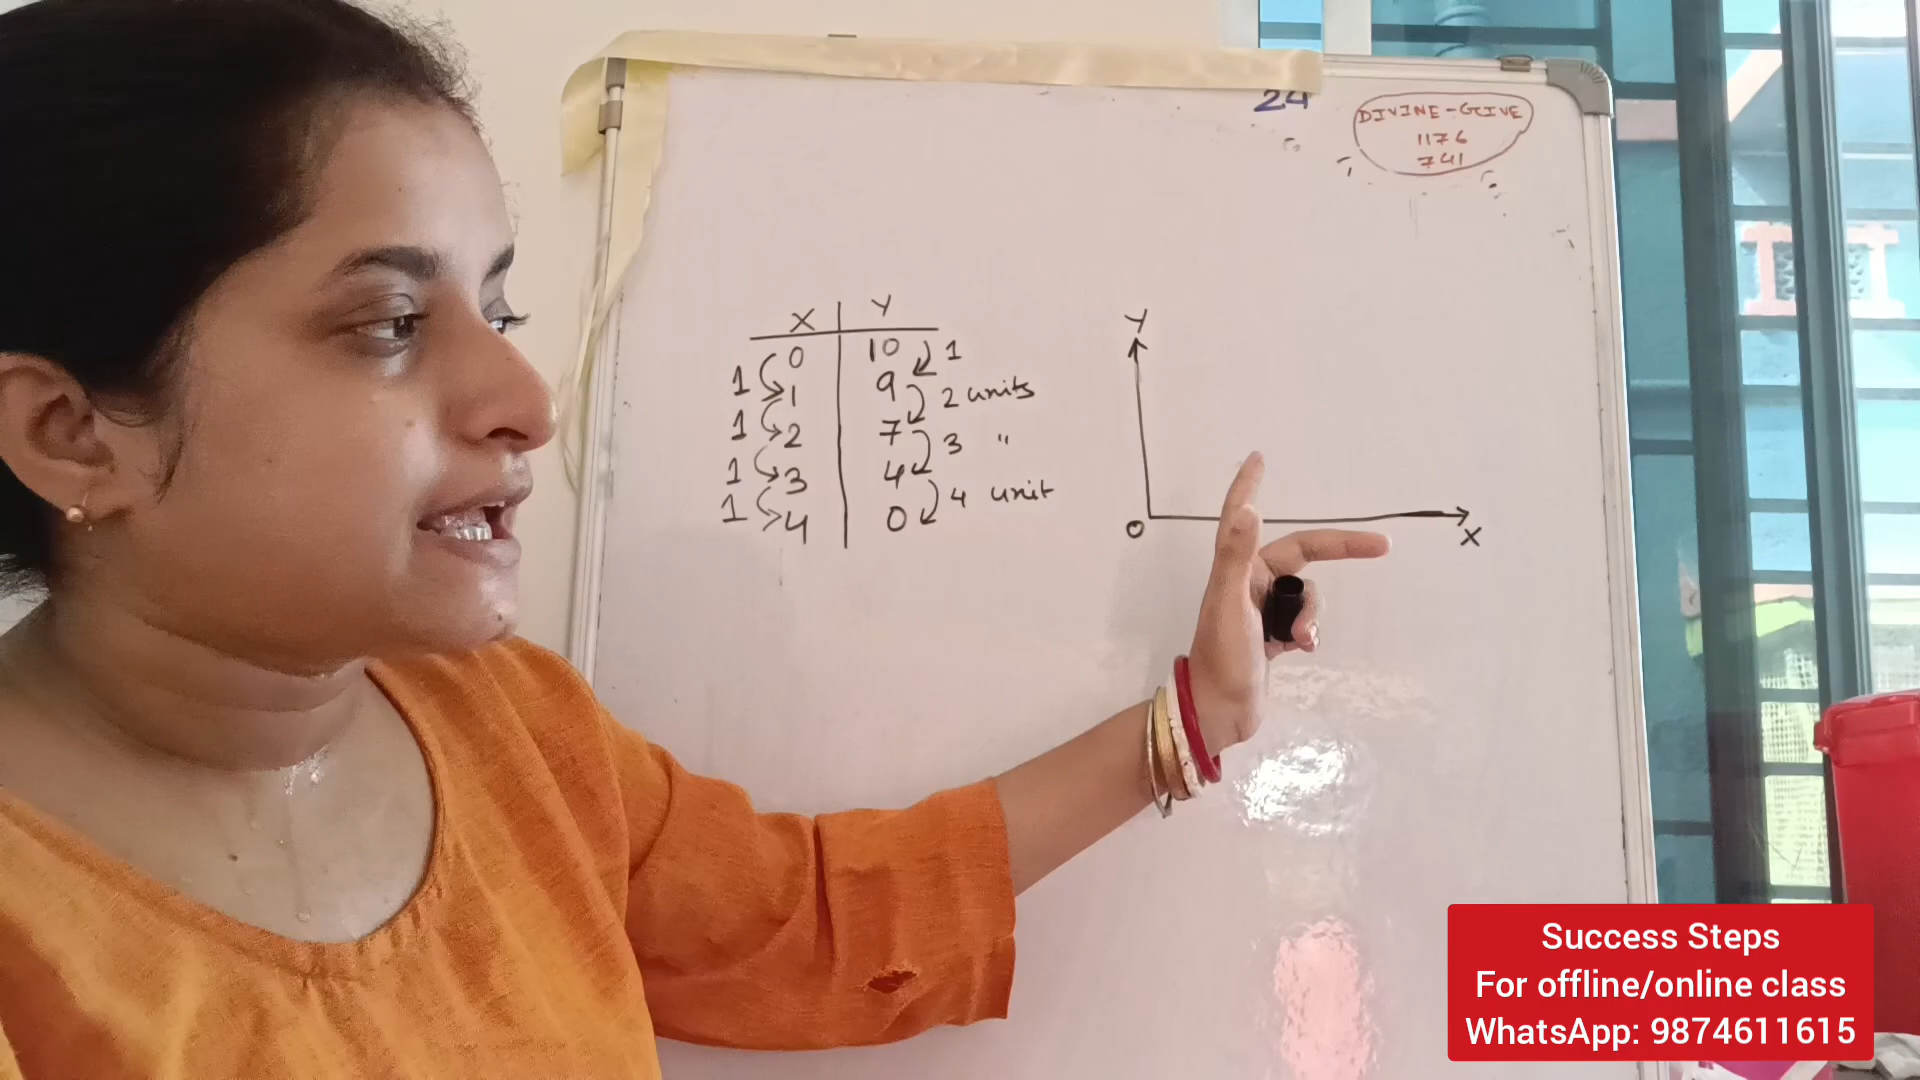 24
DIVINE-GIVE
1176
741
X Y
0 10
1 9
2 7
3 4
4 0
1
1
1
1
1
2 units
3 "
4 unit
Y
O
X
Success Steps
For offline/online class
WhatsApp: 9874611615